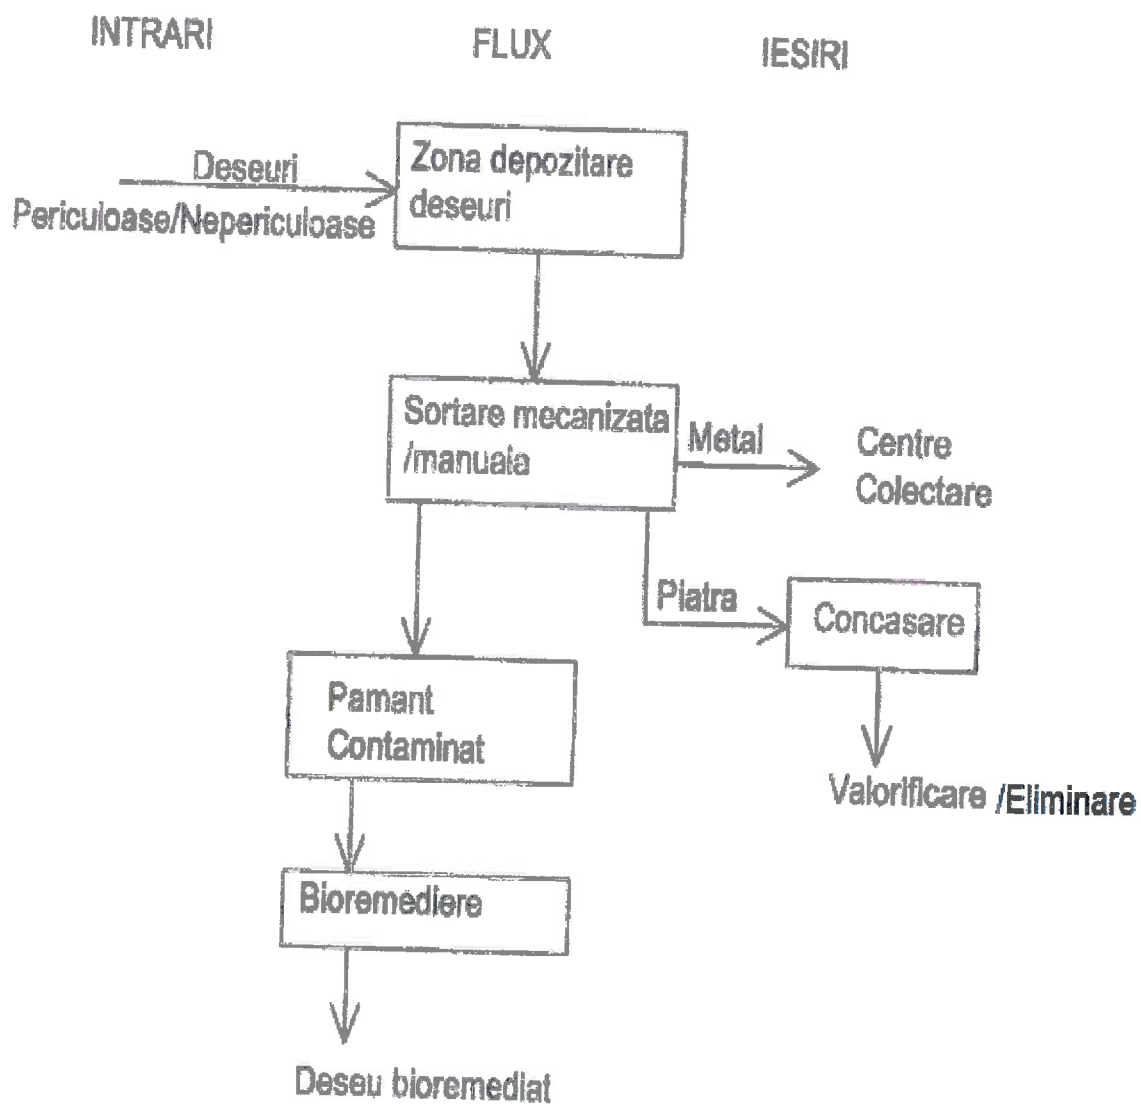 INTRARI
FLUX
IESIRI
Deseuri
Periculoase/Nepericuloase
Zona depozitare
deseuri
Sortare mecanizata
/manuala
Metal
Centre
Colectare
Piatra
Concasare
Valorificare /Eliminare
Pamant
Contaminat
Bioremediere
Deseu bioremediat